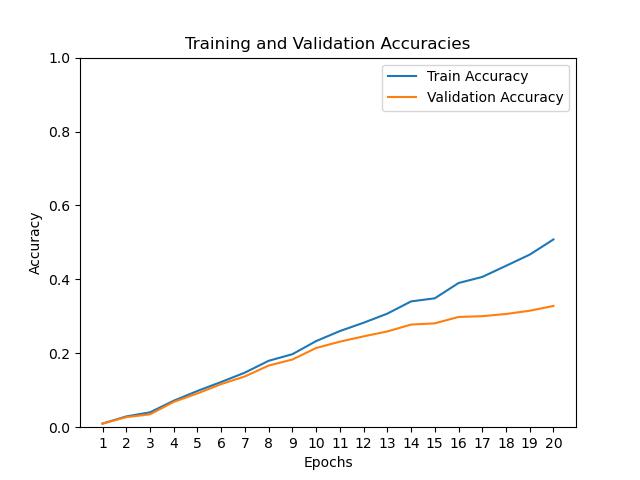 Training and Validation Accuracies
Train Accuracy
Validation Accuracy
1.0
0.8
0.6
0.4
0.2
0.0
Accuracy
1 2 3 4 5 6 7 8 9 10 11 12 13 14 15 16 17 18 19 20
Epochs